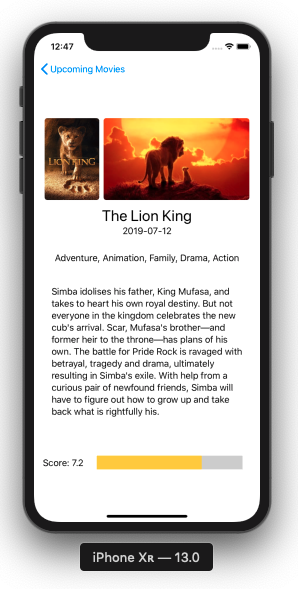 12:47
Upcoming Movies
THE LION KING
The Lion King
2019-07-12
Adventure, Animation, Family, Drama, Action
Simba idolises his father, King Mufasa, and
takes to heart his own royal destiny. But not
everyone in the kingdom celebrates the new
cub's arrival. Scar, Mufasa's brother—and
former heir to the throne—has plans of his
own. The battle for Pride Rock is ravaged with
betrayal, tragedy and drama, ultimately
resulting in Simba's exile. With help from a
curious pair of newfound friends, Simba will
have to figure out how to grow up and take
back what is rightfully his.
Score: 7.2
iPhone Xʀ — 13.0